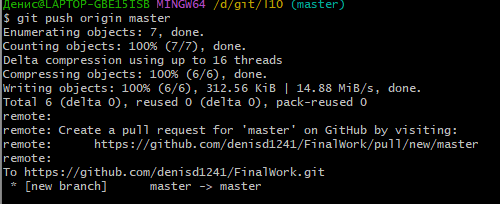 Денис@LAPTOP-GBE15ISB MINGW64 /d/git/l10 (master)
$ git push origin master
Enumerating objects: 7, done.
Counting objects: 100% (7/7), done.
Delta compression using up to 16 threads
Compressing objects: 100% (6/6), done.
Writing objects: 100% (6/6), 312.56 KiB | 14.88 MiB/s, done.
Total 6 (delta 0), reused 0 (delta 0), pack-reused 0
remote:
remote: Create a pull request for 'master' on GitHub by visiting:
remote:      https://github.com/denisd1241/FinalWork/pull/new/master
remote:
To https://github.com/denisd1241/FinalWork.git
 * [new branch]      master -> master